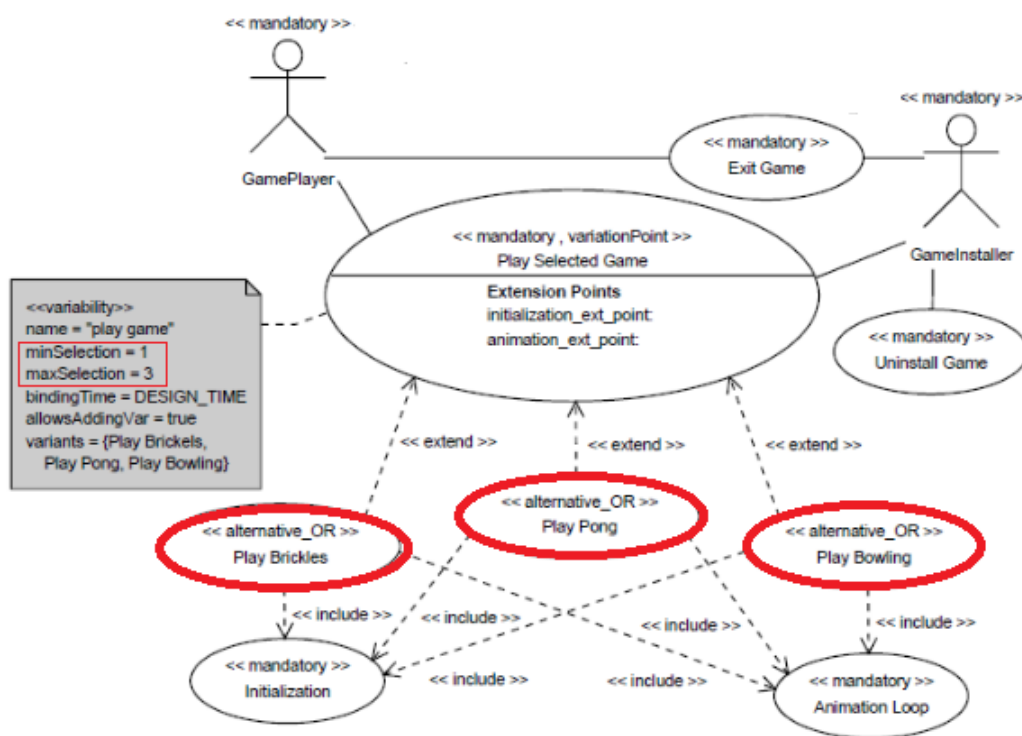 << mandatory >>
GamePlayer
<< mandatory >>
GameInstaller
<< mandatory >>
Exit Game
<< mandatory , variationPoint >>
Play Selected Game
Extension Points
initialization_ext_point:
animation_ext_point:
<< mandatory >>
Uninstall Game
<<variability>>
name = "play game"
minSelection = 1
maxSelection = 3
bindingTime = DESIGN_TIME
allowsAddingVar = true
variants = {Play Brickels,
Play Pong, Play Bowling}
<< extend >>
<< extend >>
<< extend >>
<< alternative_OR >>
Play Brickles
<< alternative_OR >>
Play Pong
<< alternative_OR >>
Play Bowling
<< include >>
<< include >>
<< include >>
<< include >>
<< include >>
<< include >>
<< mandatory >>
Initialization
<< mandatory >>
Animation Loop